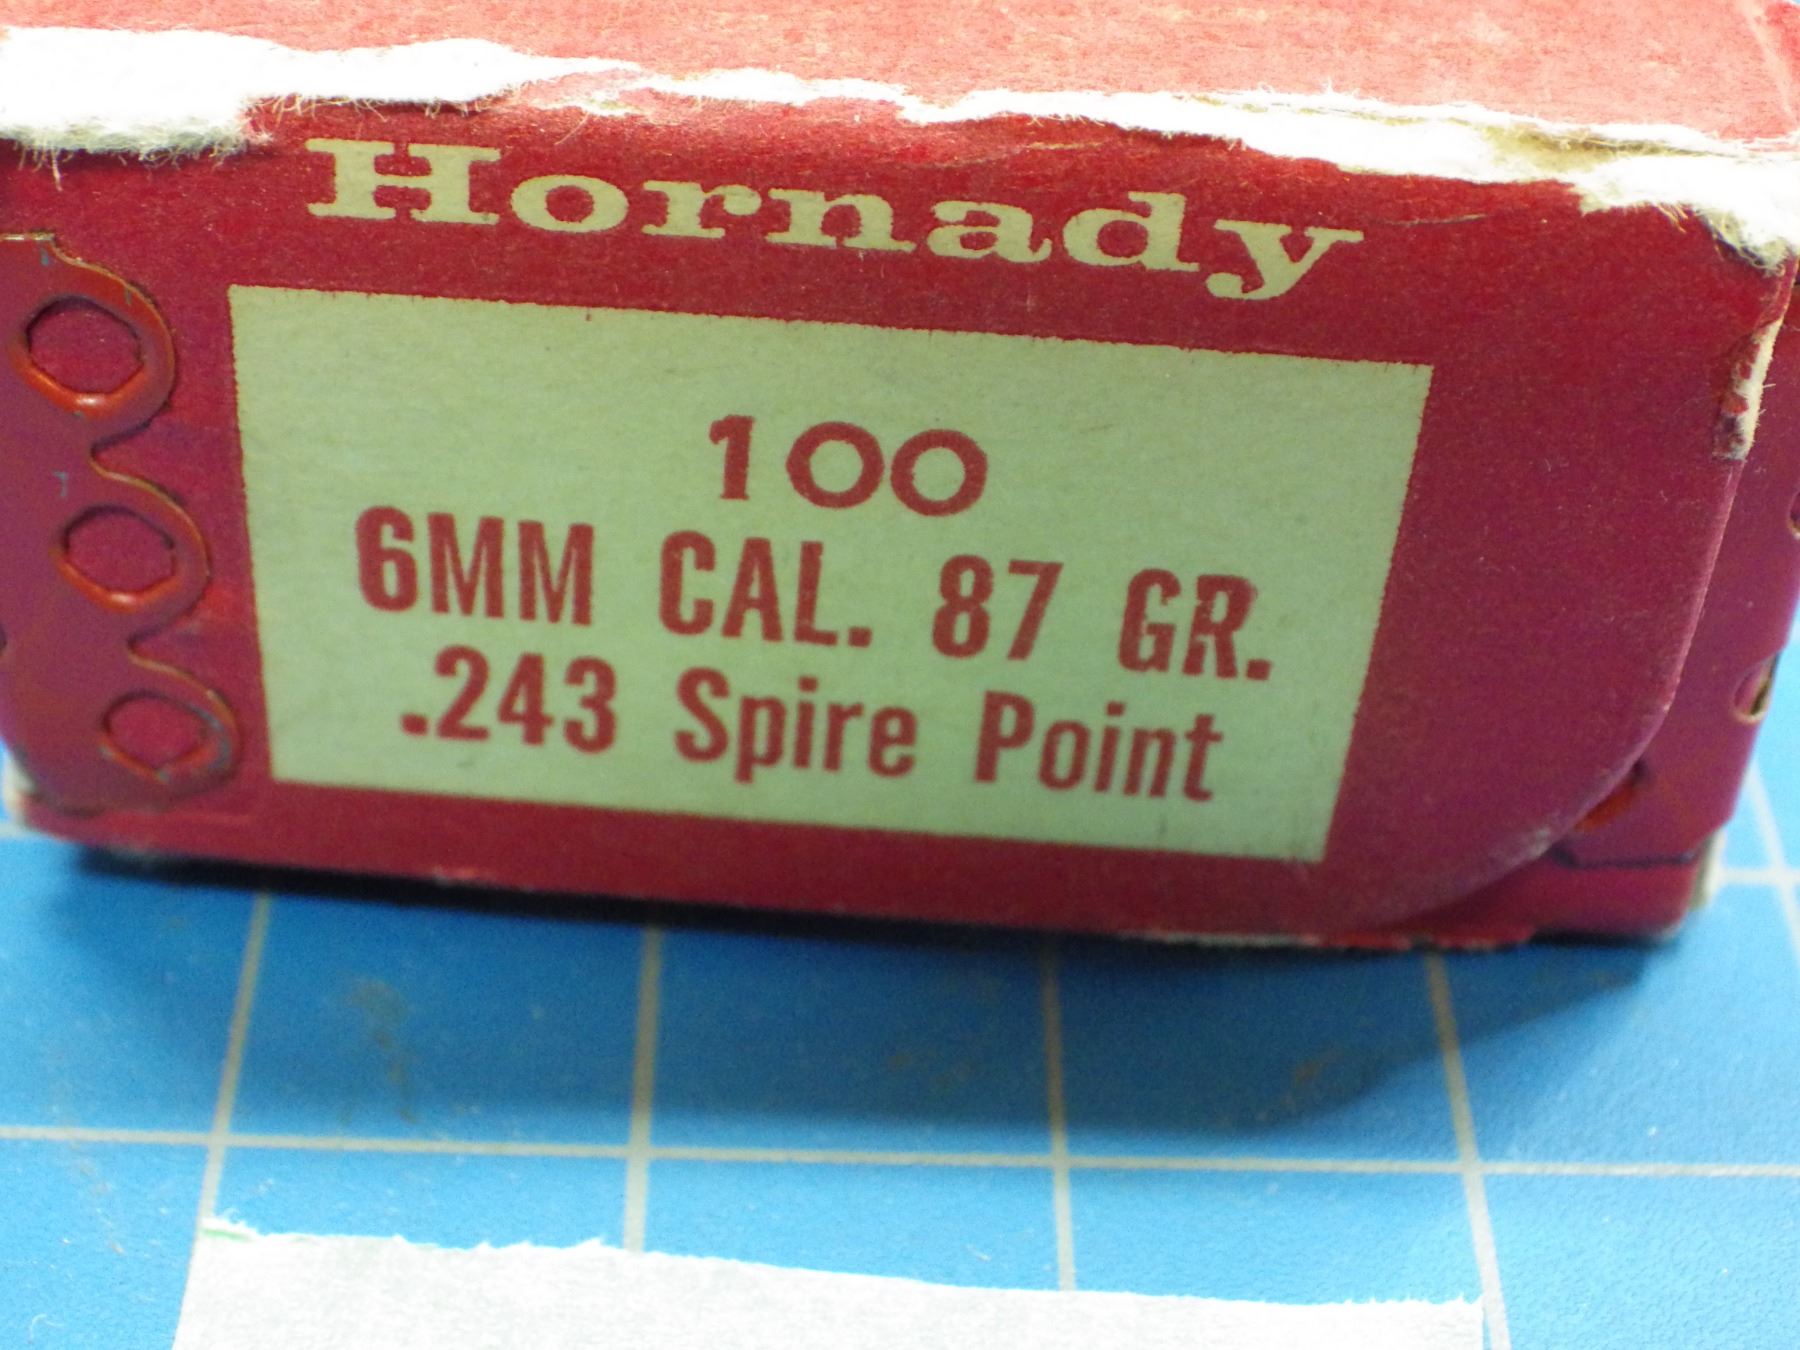 Hornady
100
6MM CAL. 87 GR.
.243 Spire Point